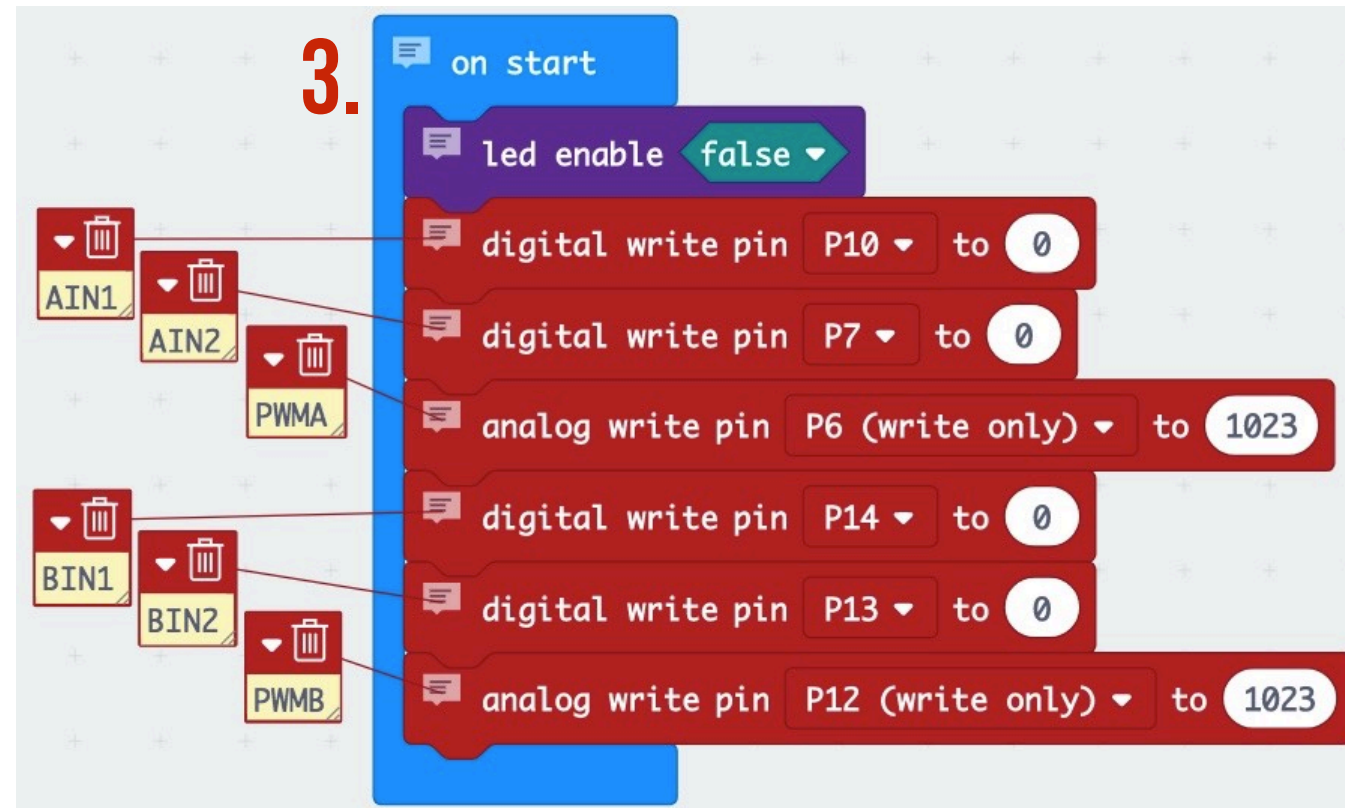 3.
on start
led enable false
AIN1
digital write pin P10 to 0
AIN2
digital write pin P7 to 0
PWMA
analog write pin P6 (write only) to 1023
BIN1
digital write pin P14 to 0
BIN2
digital write pin P13 to 0
PWMB
analog write pin P12 (write only) to 1023